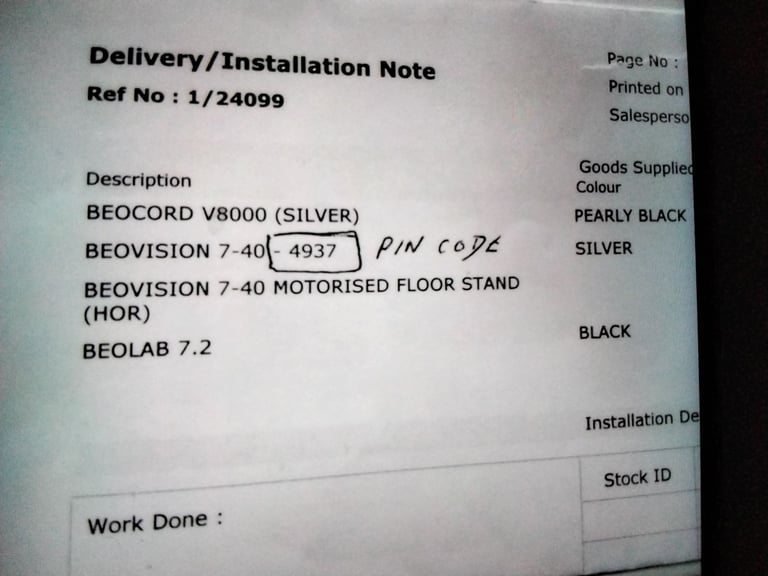 Delivery/Installation Note
Ref No : 1/24099
Page No :
Printed on
Salesperso
Description
Goods Supplied
Colour
BEOCORD V8000 (SILVER) PEARLY BLACK
BEOVISION 7-40 - 4937 PIN CODE SILVER
BEOVISION 7-40 MOTORISED FLOOR STAND
(HOR)
BEOLAB 7.2 BLACK
Installation De
Work Done :
Stock ID